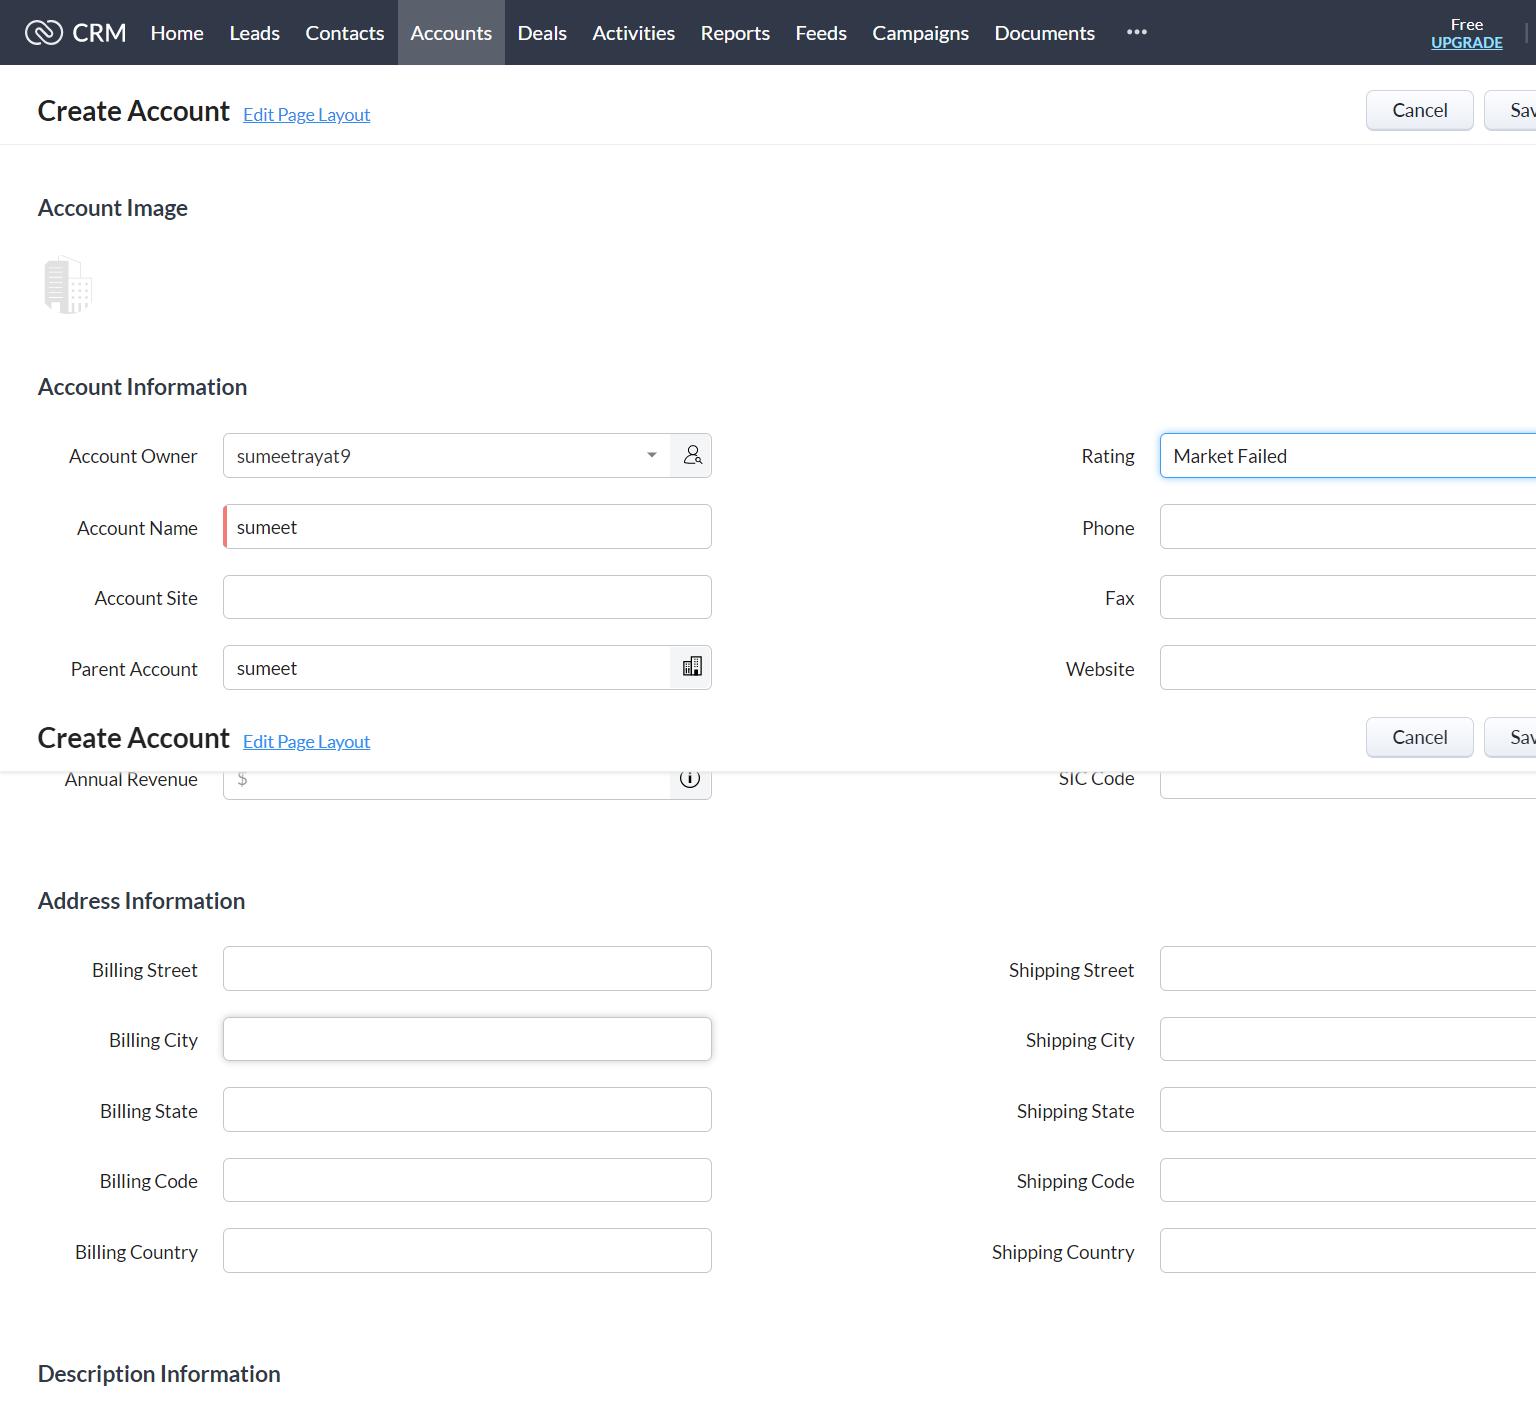 CRM Home Leads Contacts Accounts Deals Activities Reports Feeds Campaigns Documents ••• Free
UPGRADE
Create Account Edit Page Layout Cancel Sav
Account Image
Account Information
Account Owner sumeetrayat9 Rating Market Failed
Account Name sumeet Phone
Account Site Fax
Parent Account sumeet Website
Create Account Edit Page Layout Cancel Sav
Annual Revenue $ SIC Code
Address Information
Billing Street Shipping Street
Billing City Shipping City
Billing State Shipping State
Billing Code Shipping Code
Billing Country Shipping Country
Description Information